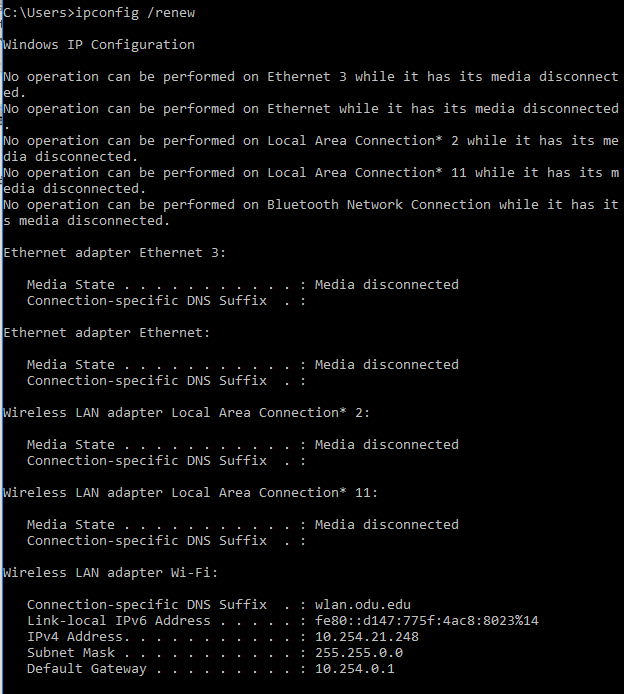 C:\Users>ipconfig /renew
Windows IP Configuration
No operation can be performed on Ethernet 3 while it has its media disconnect
ed.
No operation can be performed on Ethernet while it has its media disconnected
.
No operation can be performed on Local Area Connection* 2 while it has its me
dia disconnected.
No operation can be performed on Local Area Connection* 11 while it has its m
edia disconnected.
No operation can be performed on Bluetooth Network Connection while it has it
s media disconnected.
Ethernet adapter Ethernet 3:
   Media State . . . . . . . . . . . : Media disconnected
   Connection-specific DNS Suffix  . :
Ethernet adapter Ethernet:
   Media State . . . . . . . . . . . : Media disconnected
   Connection-specific DNS Suffix  . :
Wireless LAN adapter Local Area Connection* 2:
   Media State . . . . . . . . . . . : Media disconnected
   Connection-specific DNS Suffix  . :
Wireless LAN adapter Local Area Connection* 11:
   Media State . . . . . . . . . . . : Media disconnected
   Connection-specific DNS Suffix  . :
Wireless LAN adapter Wi-Fi:
   Connection-specific DNS Suffix  . : wlan.odu.edu
   Link-local IPv6 Address . . . . . : fe80::d147:775f:4ac8:8023%14
   IPv4 Address. . . . . . . . . . . : 10.254.21.248
   Subnet Mask . . . . . . . . . . . : 255.255.0.0
   Default Gateway . . . . . . . . . : 10.254.0.1